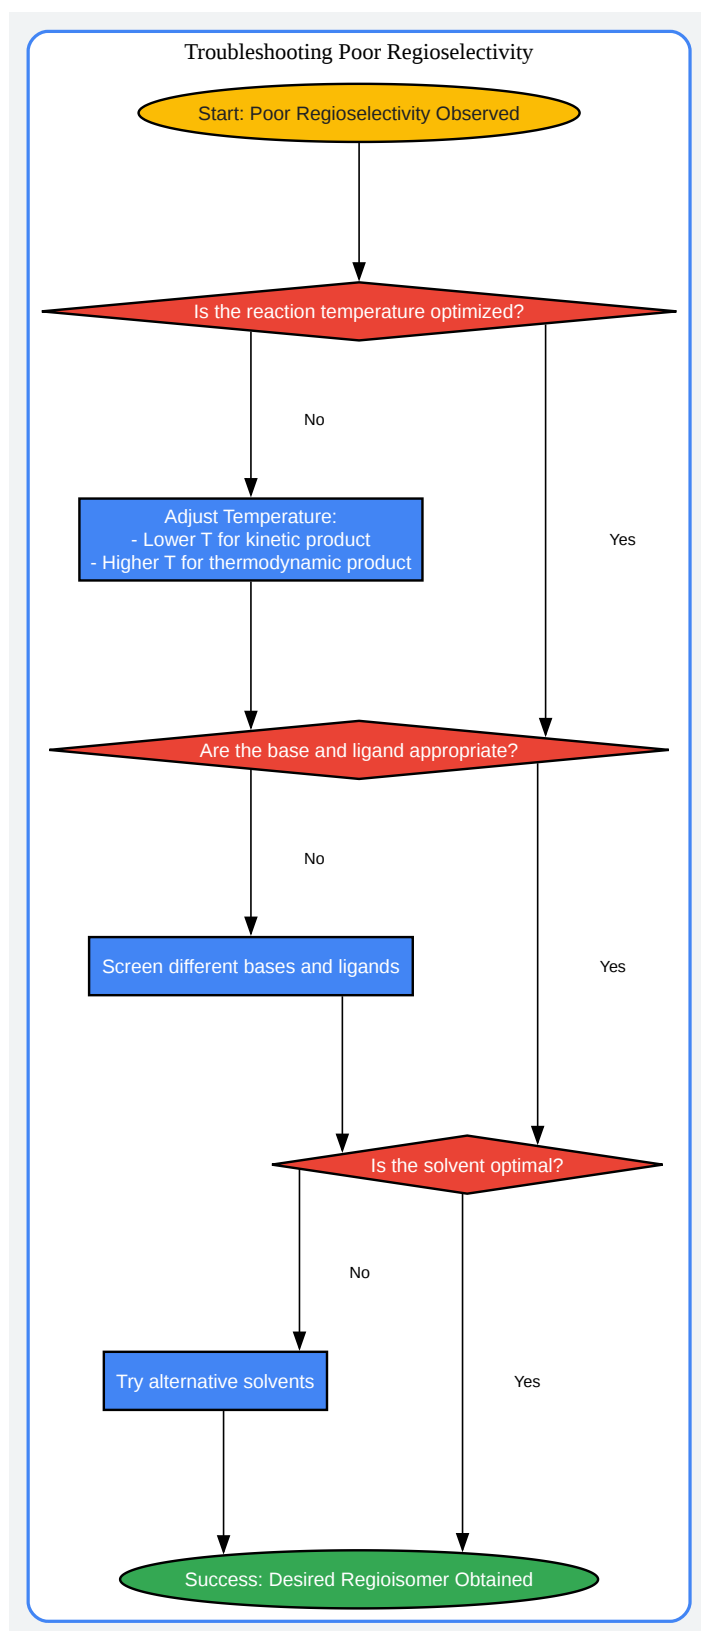 Troubleshooting Poor Regioselectivity
Start: Poor Regioselectivity Observed
Is the reaction temperature optimized?
No
Adjust Temperature:
- Lower T for kinetic product
- Higher T for thermodynamic product
Yes
Are the base and ligand appropriate?
No
Screen different bases and ligands
Yes
Is the solvent optimal?
No
Try alternative solvents
Yes
Success: Desired Regioisomer Obtained